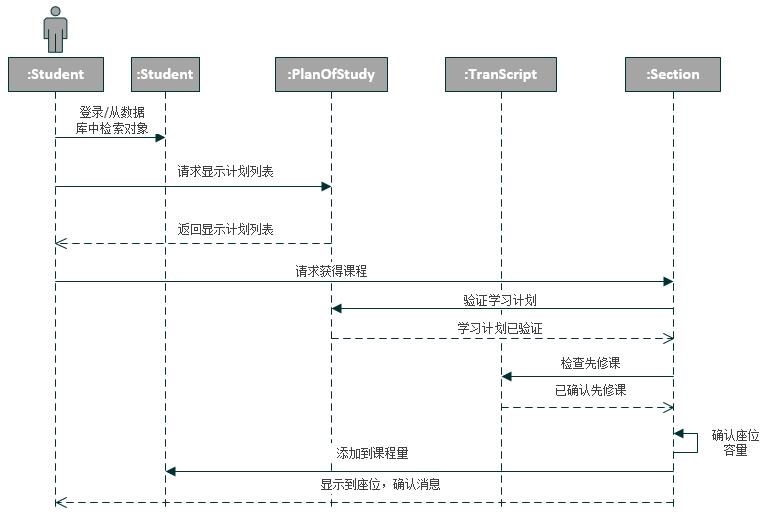 :Student
:Student
:PlanOfStudy
:TranScript
:Section
登录/从数据
库中检索对象
请求显示计划列表
返回显示计划列表
请求获得课程
验证学习计划
学习计划已验证
检查先修课
已确认先修课
确认座位
容量
添加到课程量
显示到座位，确认消息